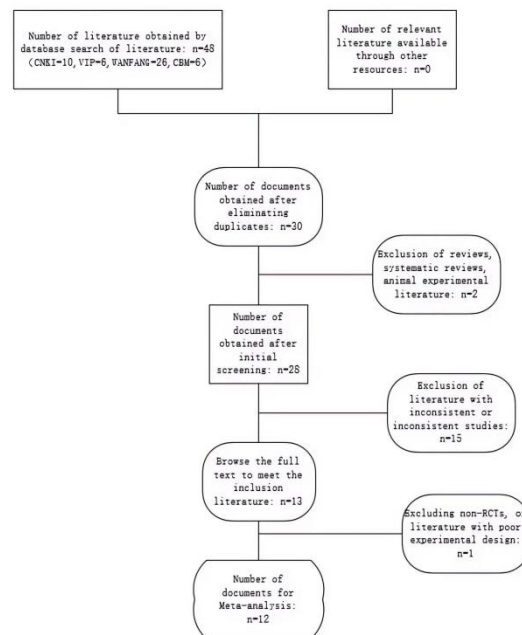 Number of literature obtained by
database search of literature: n=48
(CNKI=10,VIP=6,WANFANG=26,CBM=6)
Number of relevant
literature available
through other
resources: n=0
Number of documents
obtained after
eliminating
duplicates: n=30
Exclusion of reviews,
systematic reviews,
animal experimental
literature: n=2
Number of
documents
obtained after
initial
screening: n=28
Exclusion of
literature with
inconsistent or
inconsistent studies:
n=15
Browse the full
text to meet the
inclusion
literature: n=13
Excluding non-RCTs, or
literature with poor
experimental design:
n=1
Number of
documents for
Meta-analysis:
n=12